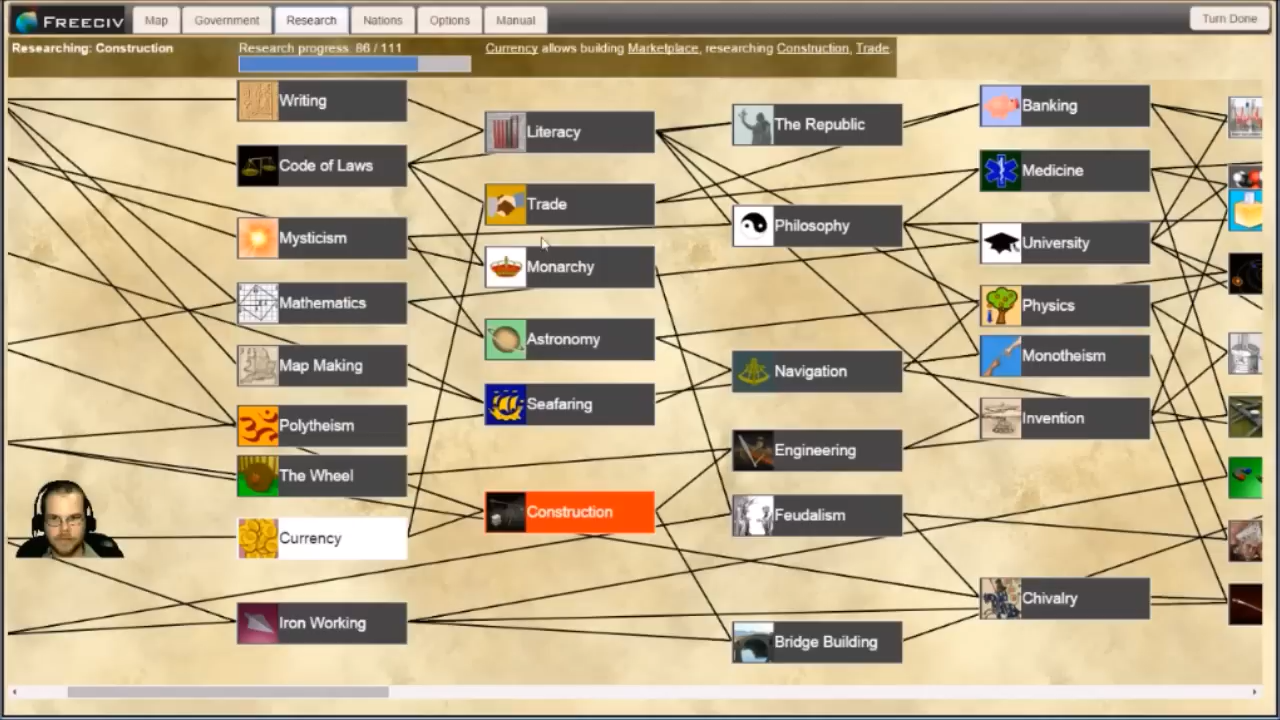 FREECIV
Map
Government
Research
Nations
Options
Manual
Turn Done
Researching: Construction
Research progress 86 / 111
Currency allows building Marketplace, researching Construction, Trade.
Writing
Code of Laws
Mysticism
Mathematics
Map Making
Polytheism
The Wheel
Currency
Iron Working
Literacy
Trade
Monarchy
Astronomy
Seafaring
Construction
The Republic
Philosophy
Navigation
Engineering
Feudalism
Bridge Building
Banking
Medicine
University
Physics
Monotheism
Invention
Chivalry